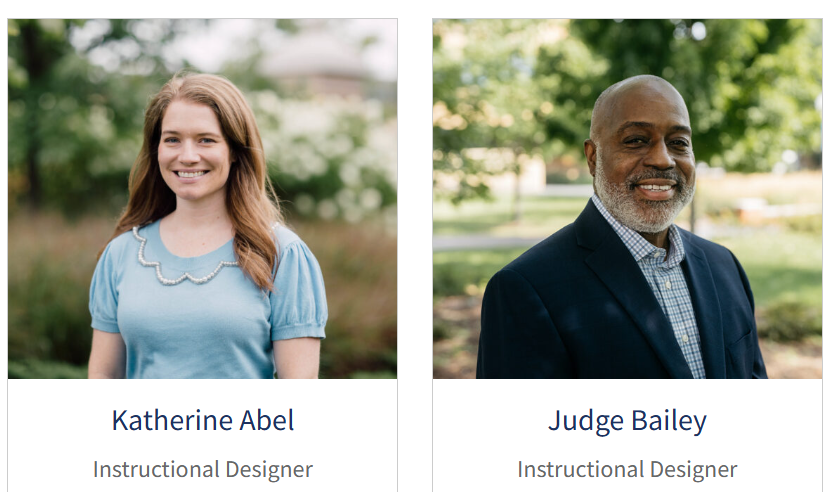 Katherine Abel
Instructional Designer
Judge Bailey
Instructional Designer